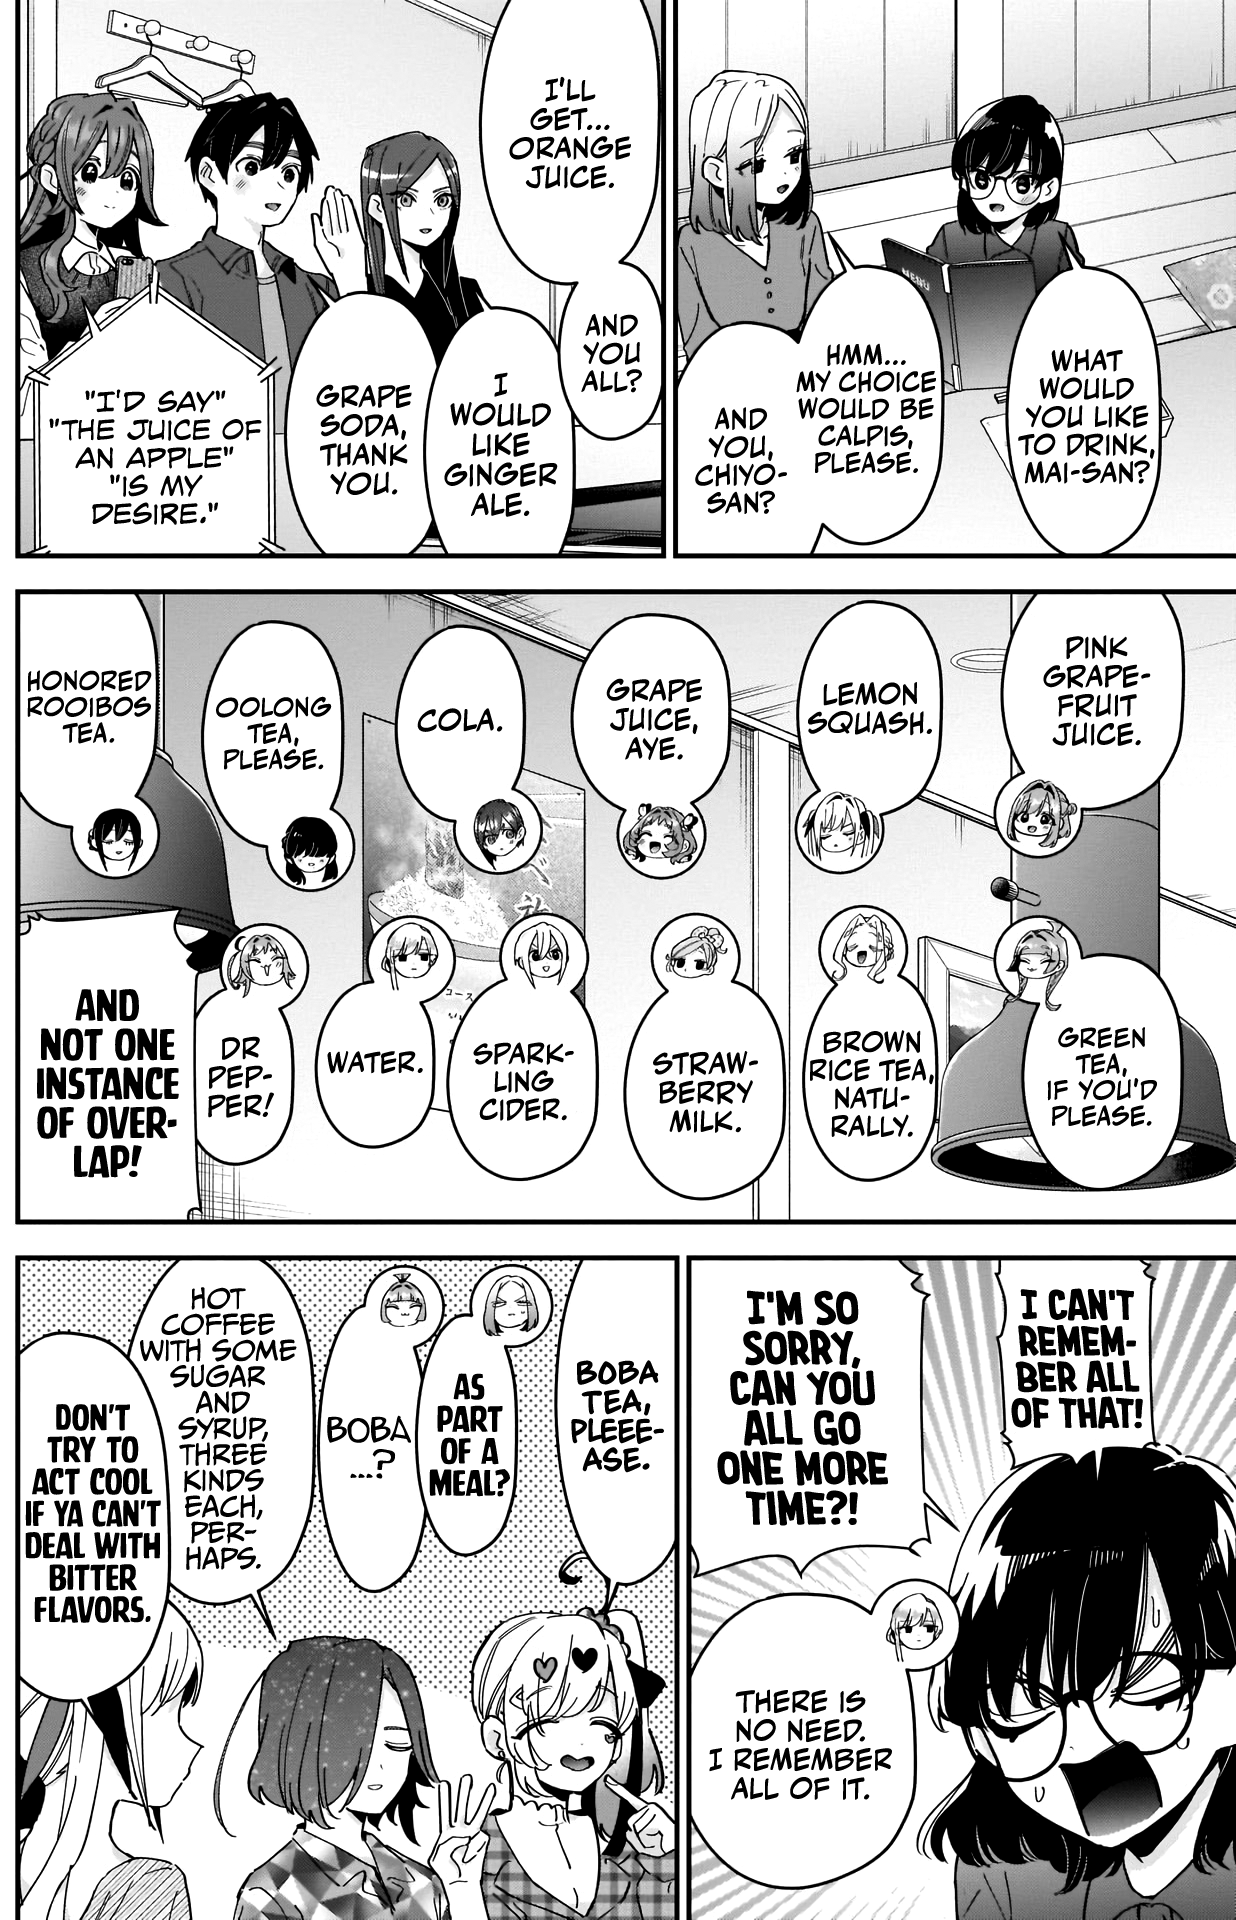 WHAT
WOULD
YOU LIKE
TO DRINK,
MAI-SAN?
MENU
HMM...
MY CHOICE
WOULD BE
CALPIS,
PLEASE.
AND
YOU,
CHIYO-
SAN?
I'LL
GET...
ORANGE
JUICE.
AND
YOU
ALL?
I
WOULD
LIKE
GINGER
ALE.
GRAPE
SODA,
THANK
YOU.
"I'D SAY"
"THE JUICE OF
AN APPLE"
"IS MY
DESIRE."
PINK
GRAPE-
FRUIT
JUICE.
LEMON
SQUASH.
GRAPE
JUICE,
AYE.
COLA.
OOLONG
TEA,
PLEASE.
HONORED
ROOIBOS
TEA.
GREEN
TEA,
IF YOU'D
PLEASE.
BROWN
RICE TEA,
NATU-
RALLY.
STRAW-
BERRY
MILK.
SPARK-
LING
CIDER.
WATER.
DR
PEP-
PER!
コース
AND
NOT ONE
INSTANCE
OF OVER-
LAP!
I CAN'T
REMEM-
BER ALL
OF THAT!
I'M SO
SORRY,
CAN YOU
ALL GO
ONE MORE
TIME?!
THERE IS
NO NEED.
I REMEMBER
ALL OF IT.
BOBA
TEA,
PLEEE-
ASE.
AS
PART
OF A
MEAL?
BOBA
...?
HOT
COFFEE
WITH SOME
SUGAR
AND
SYRUP,
THREE
KINDS
EACH,
PER-
HAPS.
DON'T
TRY TO
ACT COOL
IF YA CAN'T
DEAL WITH
BITTER
FLAVORS.